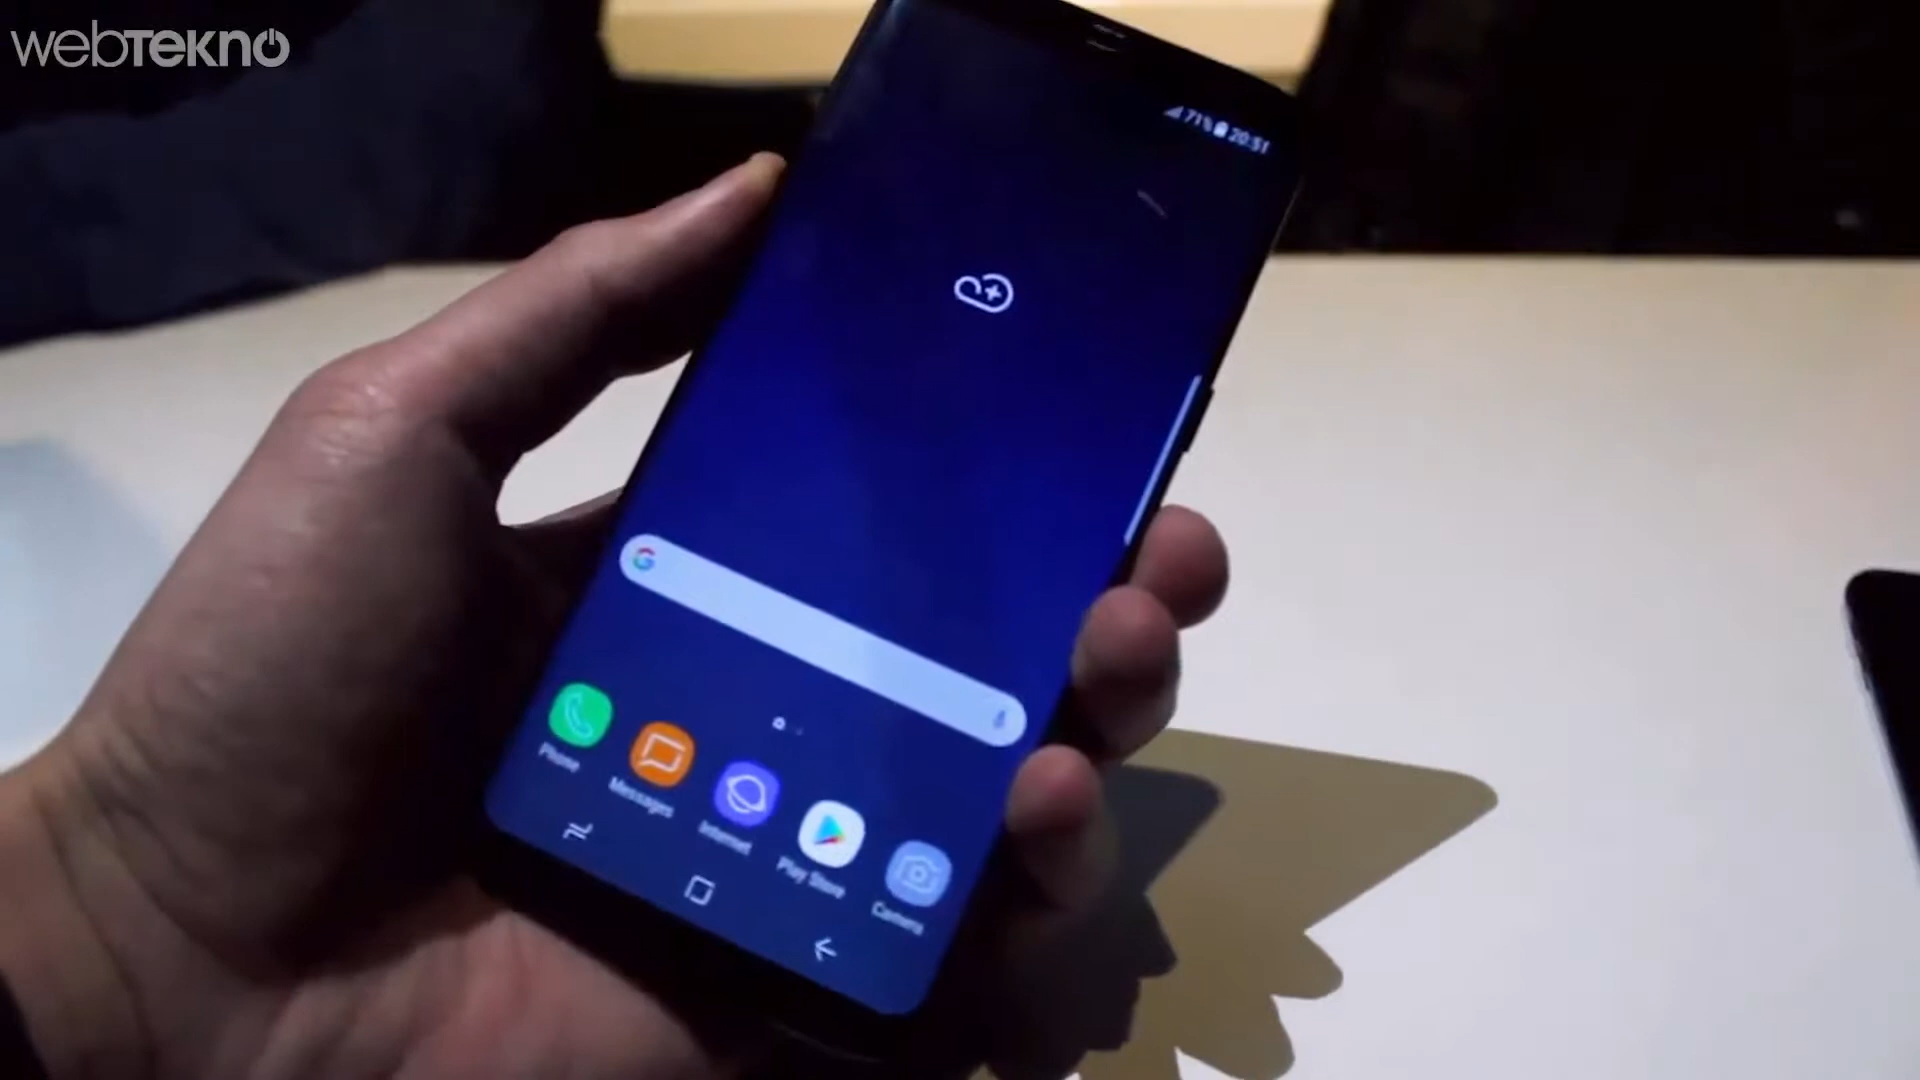 webTEKNO
71% 20:51
Phone
Messages
Internet
Play Store
Camera